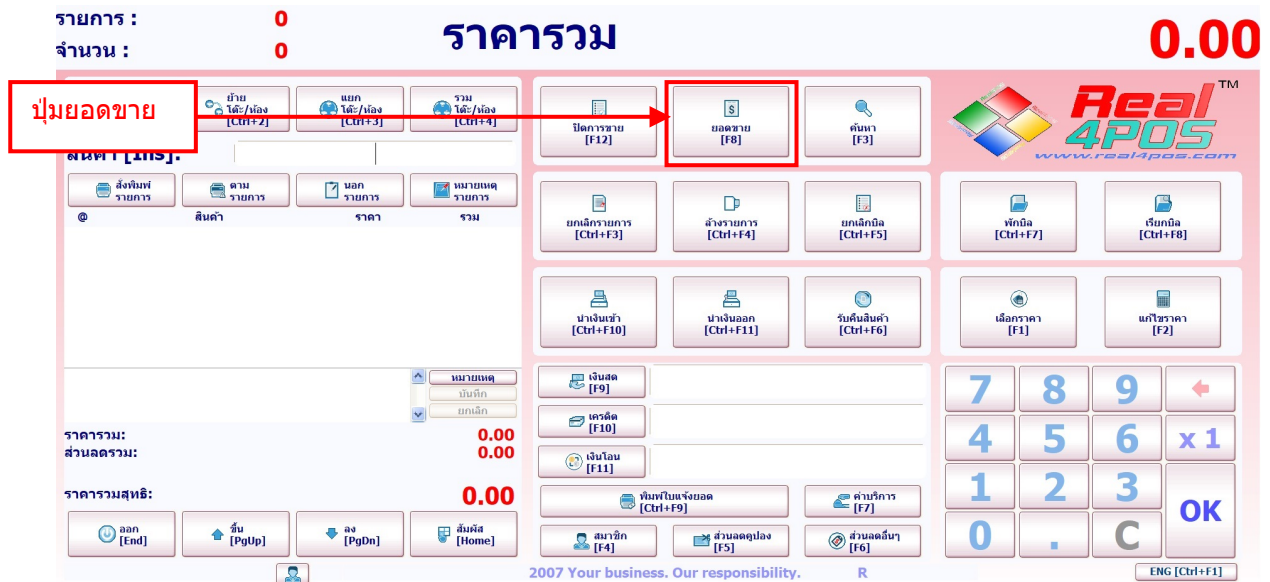 รายการ : 0
จำนวน : 0
ราคารวม
0.00
ปุ่มยอดขาย
ย้าย
โต๊ะ/ห้อง
[Ctrl+2]
แยก
โต๊ะ/ห้อง
[Ctrl+3]
รวม
โต๊ะ/ห้อง
[Ctrl+4]
สินค้า [Ins]:
สั่งพิมพ์
รายการ
ตาม
รายการ
นอก
รายการ
หมายเหตุ
รายการ
@ สินค้า ราคา รวม
หมายเหตุ
บันทึก
ยกเลิก
ราคารวม: 0.00
ส่วนลดรวม: 0.00
ราคารวมสุทธิ: 0.00
ออก
[End]
ขึ้น
[PgUp]
ลง
[PgDn]
สัมผัส
[Home]
ปิดการขาย
[F12]
ยอดขาย
[F8]
ค้นหา
[F3]
ยกเลิกรายการ
[Ctrl+F3]
ล้างรายการ
[Ctrl+F4]
ยกเลิกบิล
[Ctrl+F5]
นำเงินเข้า
[Ctrl+F10]
นำเงินออก
[Ctrl+F11]
รับคืนสินค้า
[Ctrl+F6]
เงินสด
[F9]
เครดิต
[F10]
เงินโอน
[F11]
พิมพ์ใบแจ้งยอด
[Ctrl+F9]
ค่าบริการ
[F7]
สมาชิก
[F4]
ส่วนลดคูปอง
[F5]
ส่วนลดอื่นๆ
[F6]
Real TM
4POS
www.real4pos.com
พักบิล
[Ctrl+F7]
เรียกบิล
[Ctrl+F8]
เลือกราคา
[F1]
แก้ไขราคา
[F2]
7 8 9
4 5 6 x 1
1 2 3 OK
0 . C
2007 Your business. Our responsibility. R
ENG [Ctrl+F1]